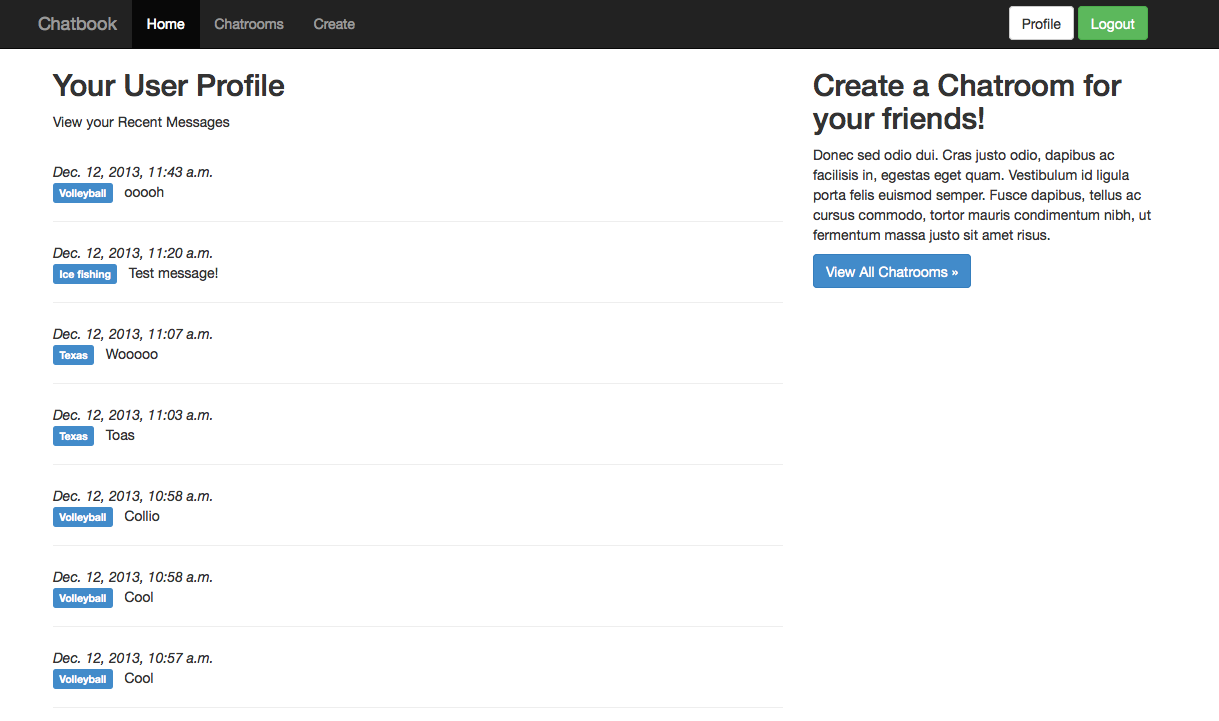 Chatbook Home Chatrooms Create Profile Logout
Your User Profile
View your Recent Messages
Dec. 12, 2013, 11:43 a.m.
Volleyball ooooh
Dec. 12, 2013, 11:20 a.m.
Ice fishing Test message!
Dec. 12, 2013, 11:07 a.m.
Texas Wooooo
Dec. 12, 2013, 11:03 a.m.
Texas Toas
Dec. 12, 2013, 10:58 a.m.
Volleyball Collio
Dec. 12, 2013, 10:58 a.m.
Volleyball Cool
Dec. 12, 2013, 10:57 a.m.
Volleyball Cool
Create a Chatroom for
your friends!
Donec sed odio dui. Cras justo odio, dapibus ac
facilisis in, egestas eget quam. Vestibulum id ligula
porta felis euismod semper. Fusce dapibus, tellus ac
cursus commodo, tortor mauris condimentum nibh, ut
fermentum massa justo sit amet risus.
View All Chatrooms »